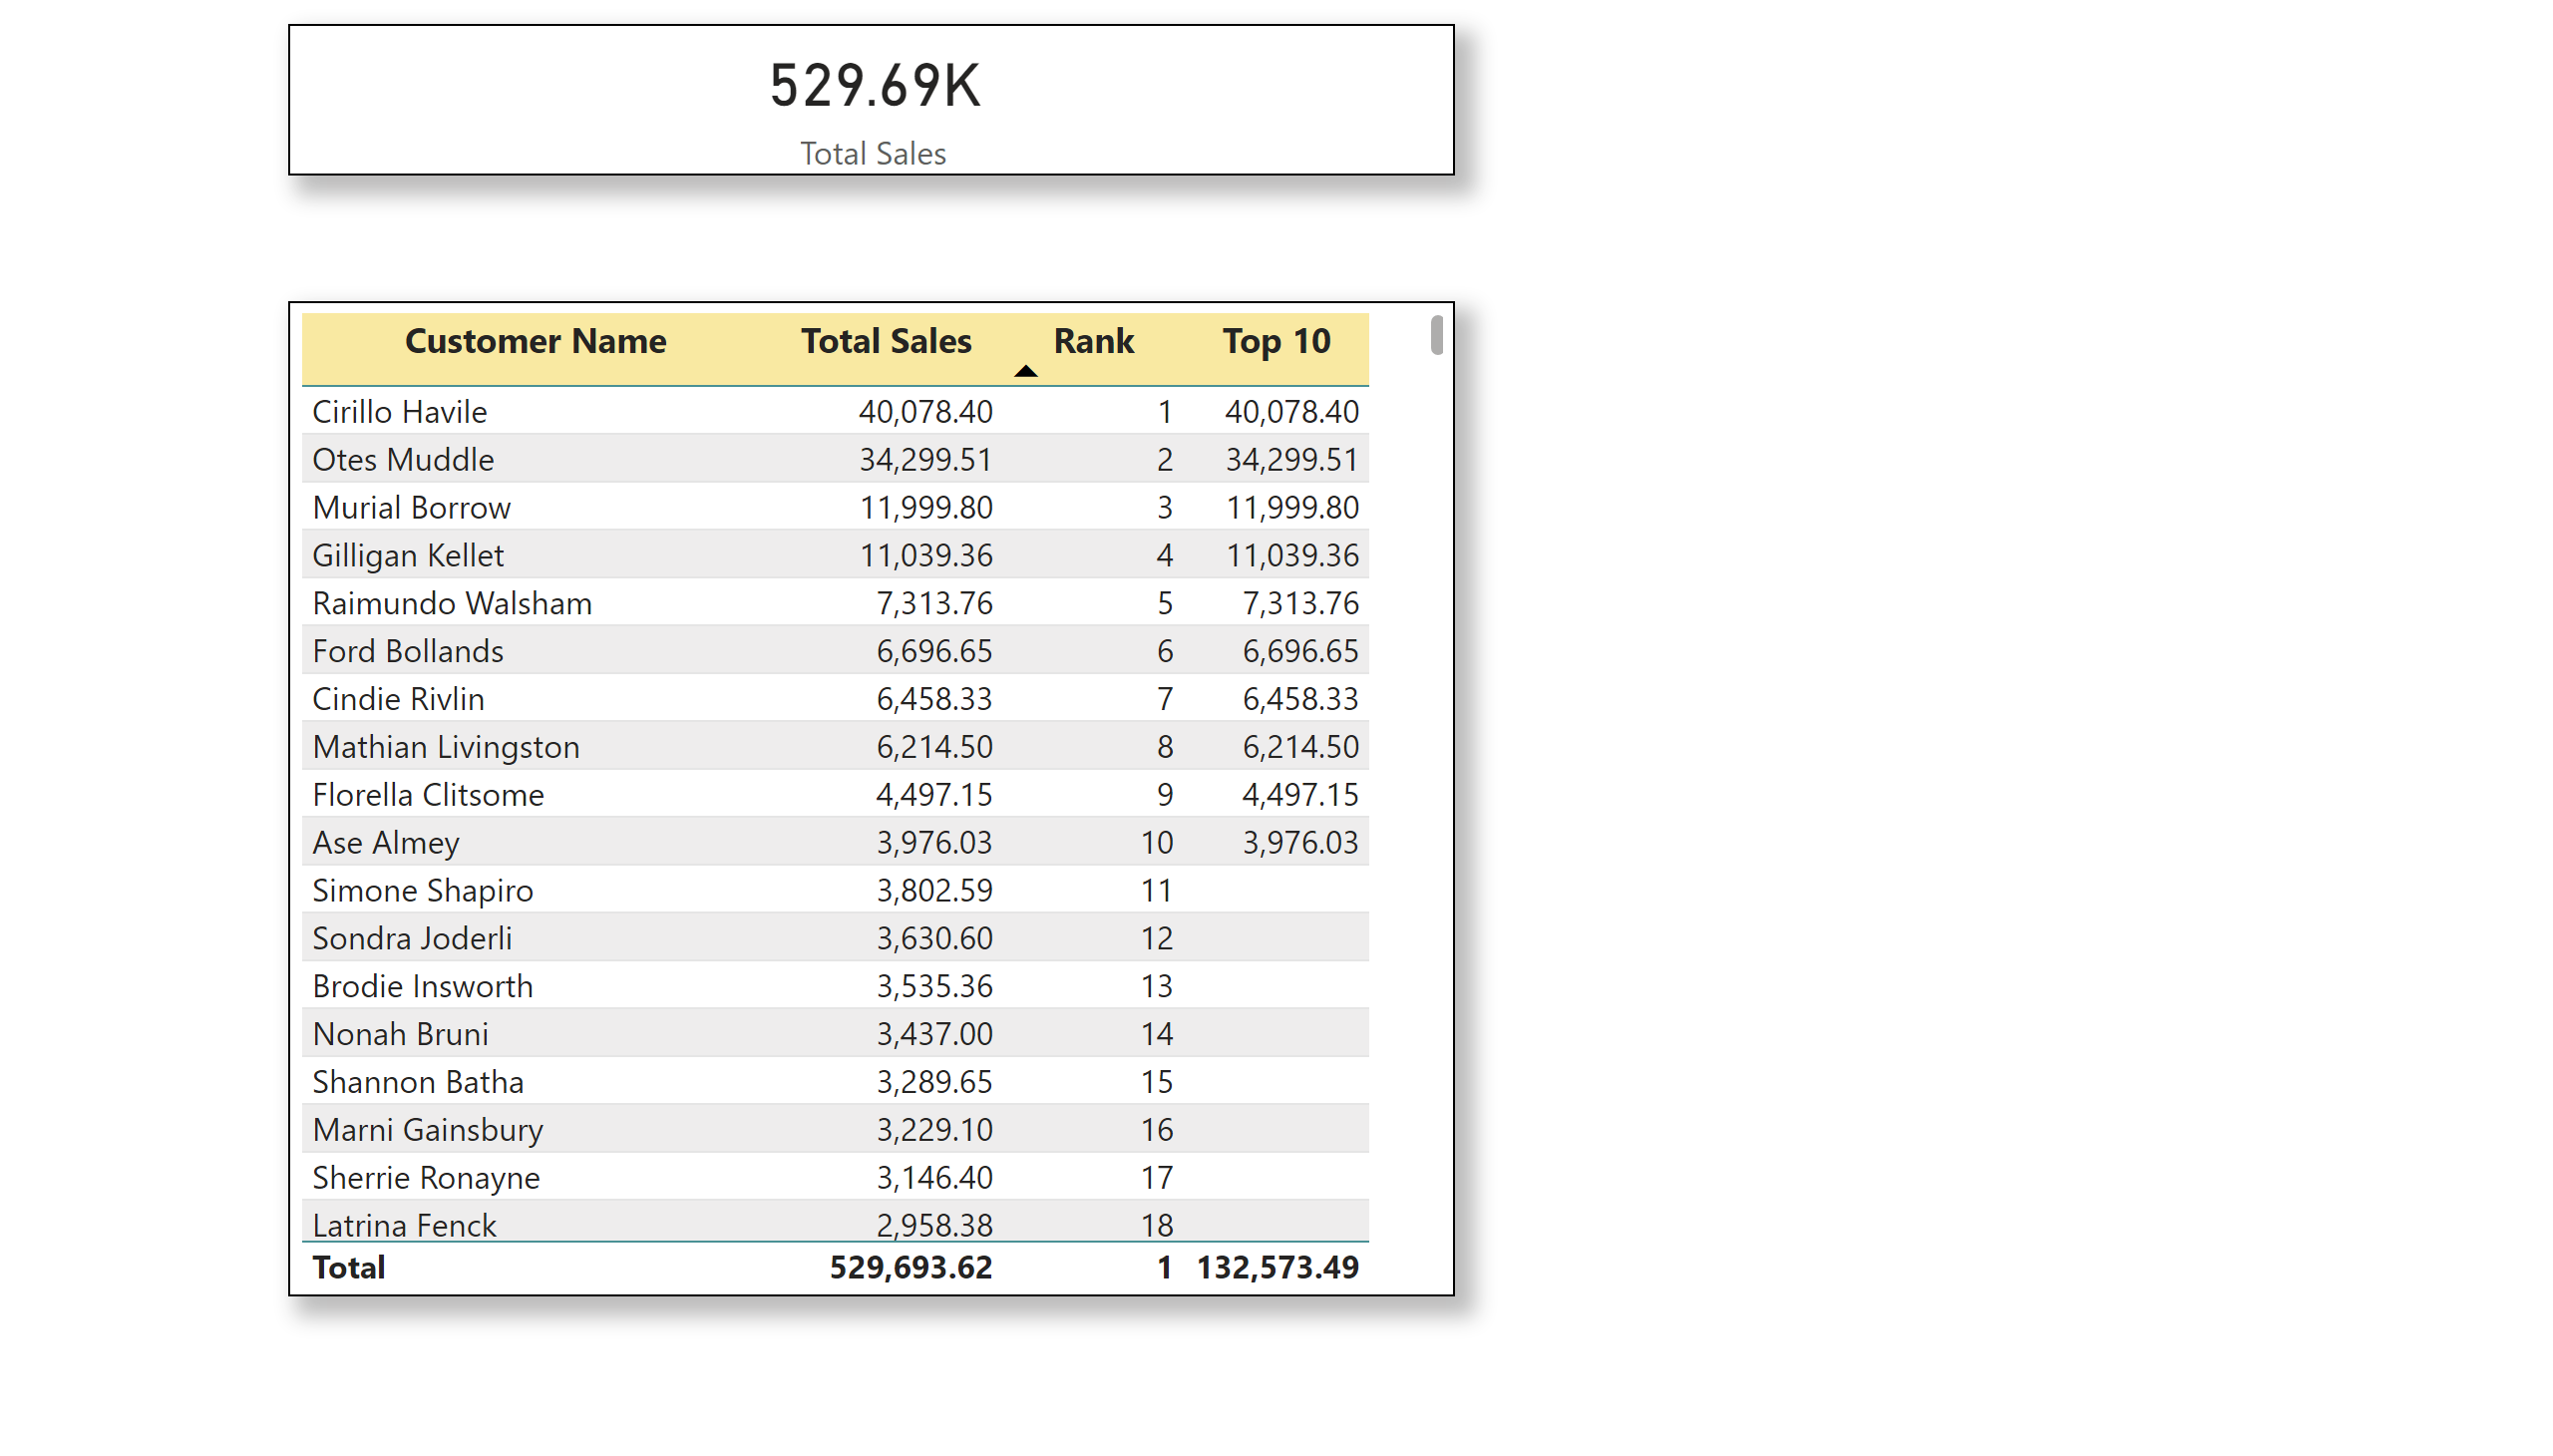 529.69K
Total Sales
Customer Name Total Sales Rank Top 10
Cirillo Havile 40,078.40 1 40,078.40
Otes Muddle 34,299.51 2 34,299.51
Murial Borrow 11,999.80 3 11,999.80
Gilligan Kellet 11,039.36 4 11,039.36
Raimundo Walsham 7,313.76 5 7,313.76
Ford Bollands 6,696.65 6 6,696.65
Cindie Rivlin 6,458.33 7 6,458.33
Mathian Livingston 6,214.50 8 6,214.50
Florella Clitsome 4,497.15 9 4,497.15
Ase Almey 3,976.03 10 3,976.03
Simone Shapiro 3,802.59 11
Sondra Joderli 3,630.60 12
Brodie Insworth 3,535.36 13
Nonah Bruni 3,437.00 14
Shannon Batha 3,289.65 15
Marni Gainsbury 3,229.10 16
Sherrie Ronayne 3,146.40 17
Latrina Fenck 2,958.38 18
Total 529,693.62 1 132,573.49